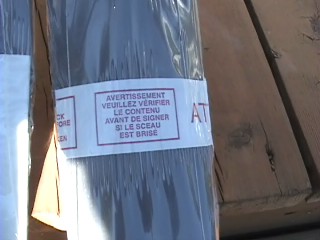 AVERTISSEMENT
VEUILLEZ VÉRIFIER
LE CONTENU
AVANT DE SIGNER
SI LE SCEAU
EST BRISÉ
AT